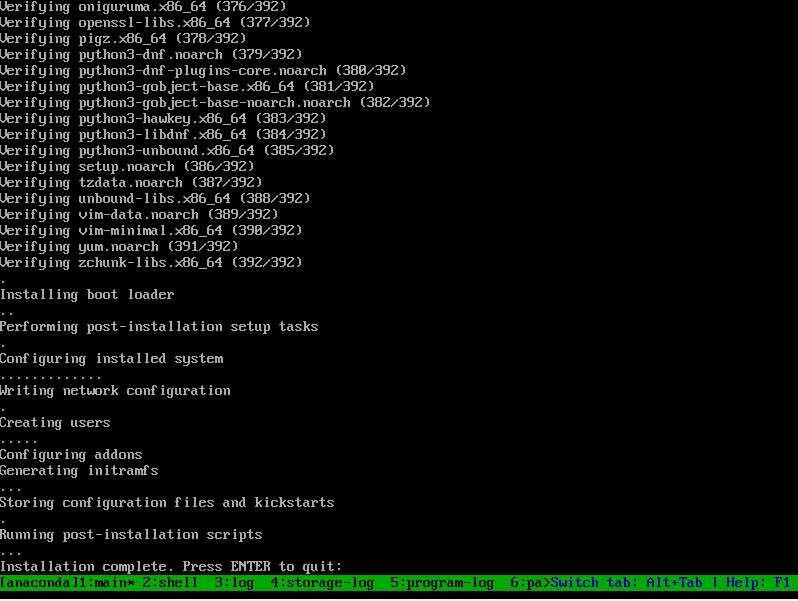 Verifying oniguruma.x86_64 (376/392)
Verifying openssl-libs.x86_64 (377/392)
Verifying pigz.x86_64 (378/392)
Verifying python3-dnf.noarch (379/392)
Verifying python3-dnf-plugins-core.noarch (380/392)
Verifying python3-gobject-base.x86_64 (381/392)
Verifying python3-gobject-base-noarch.noarch (382/392)
Verifying python3-hawkey.x86_64 (383/392)
Verifying python3-libdnf.x86_64 (384/392)
Verifying python3-unbound.x86_64 (385/392)
Verifying setup.noarch (386/392)
Verifying tzdata.noarch (387/392)
Verifying unbound-libs.x86_64 (388/392)
Verifying vim-data.noarch (389/392)
Verifying vim-minimal.x86_64 (390/392)
Verifying yum.noarch (391/392)
Verifying zchunk-libs.x86_64 (392/392)
.
Installing boot loader
..
Performing post-installation setup tasks
.
Configuring installed system
.............
Writing network configuration
.
Creating users
.....
Configuring addons
Generating initramfs
...
Storing configuration files and kickstarts
.
Running post-installation scripts
...
Installation complete. Press ENTER to quit:
[anaconda]1:main* 2:shell  3:log  4:storage-log  5:program-log  6:pa>Switch tab: Alt+Tab | Help: F1